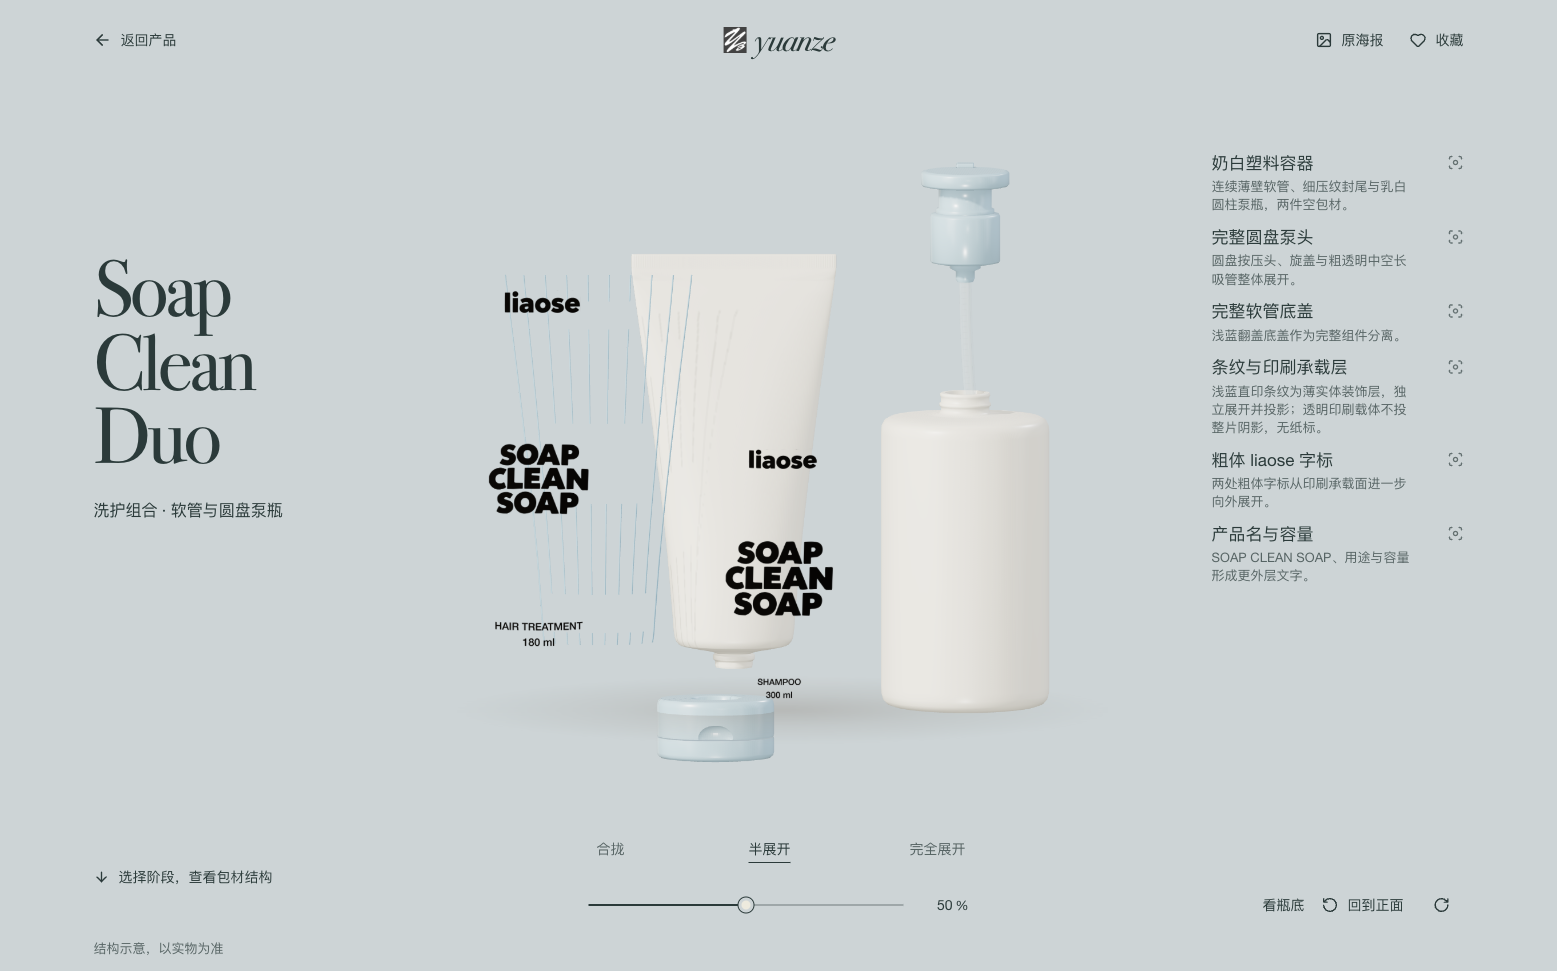 返回产品
yuanze
原海报
收藏
Soap
Clean
Duo
洗护组合 · 软管与圆盘泵瓶
liaose
SOAP
CLEAN
SOAP
HAIR TREATMENT
180 ml
liaose
SOAP
CLEAN
SOAP
SHAMPOO
300 ml
奶白塑料容器
连续薄壁软管、细压纹封尾与乳白
圆柱泵瓶，两件空包材。
完整圆盘泵头
圆盘按压头、旋盖与粗透明中空长
吸管整体展开。
完整软管底盖
浅蓝翻盖底盖作为完整组件分离。
条纹与印刷承载层
浅蓝直印条纹为薄实体装饰层，独
立展开并投影；透明印刷载体不投
整片阴影，无纸标。
粗体 liaose 字标
两处粗体字标从印刷承载面进一步
向外展开。
产品名与容量
SOAP CLEAN SOAP、用途与容量
形成更外层文字。
合拢
半展开
完全展开
选择阶段，查看包材结构
50 %
看瓶底
回到正面
结构示意，以实物为准